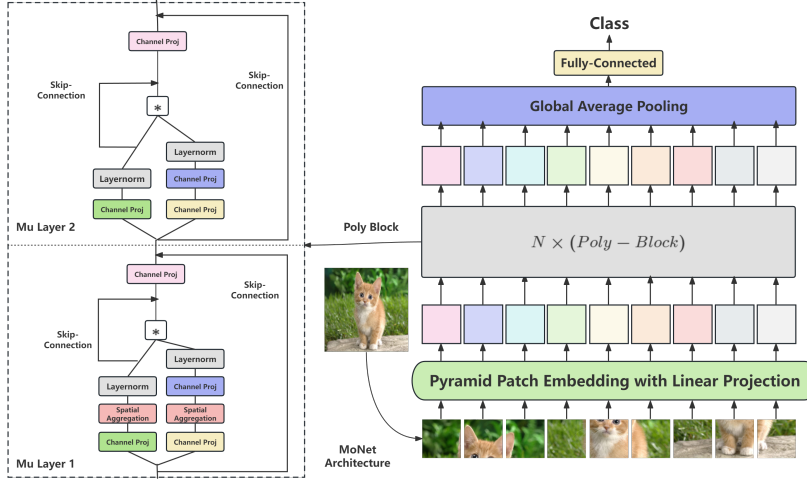 Channel Proj
Skip-
Connection
Skip-
Connection
*
Layernorm
Layernorm
Channel Proj
Channel Proj
Channel Proj
Mu Layer 2
Channel Proj
Skip-
Connection
Skip-
Connection
*
Layernorm
Layernorm
Channel Proj
Spatial
Aggregation
Spatial
Aggregation
Channel Proj
Channel Proj
Mu Layer 1
Class
Fully-Connected
Global Average Pooling
Poly Block
N × (Poly − Block)
Pyramid Patch Embedding with Linear Projection
MoNet
Architecture